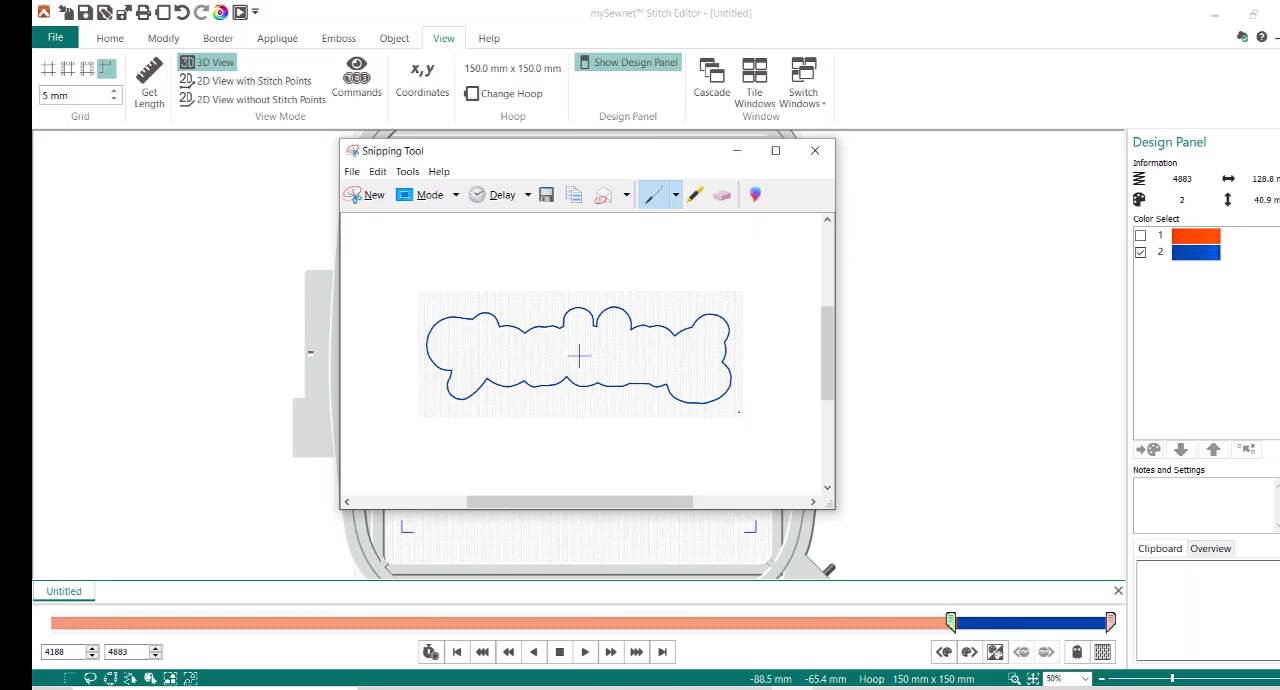 mySewnet™ Stitch Editor - [Untitled]
File Home Modify Border Appliqué Emboss Object View Help
5 mm
Grid
Get Length
3D 3D View
2D 2D View with Stitch Points
2D 2D View without Stitch Points
View Mode
Commands
x,y
Coordinates
150.0 mm x 150.0 mm
Change Hoop
Hoop
Show Design Panel
Design Panel
Cascade
Tile Windows
Switch Windows
Window
Snipping Tool
File Edit Tools Help
New Mode Delay
Design Panel
Information
4883 128.8 m
2 40.9 m
Color Select
1
2
Notes and Settings
Clipboard Overview
Untitled
4188 4883
-88.5 mm -65.4 mm Hoop 150 mm x 150 mm 50%